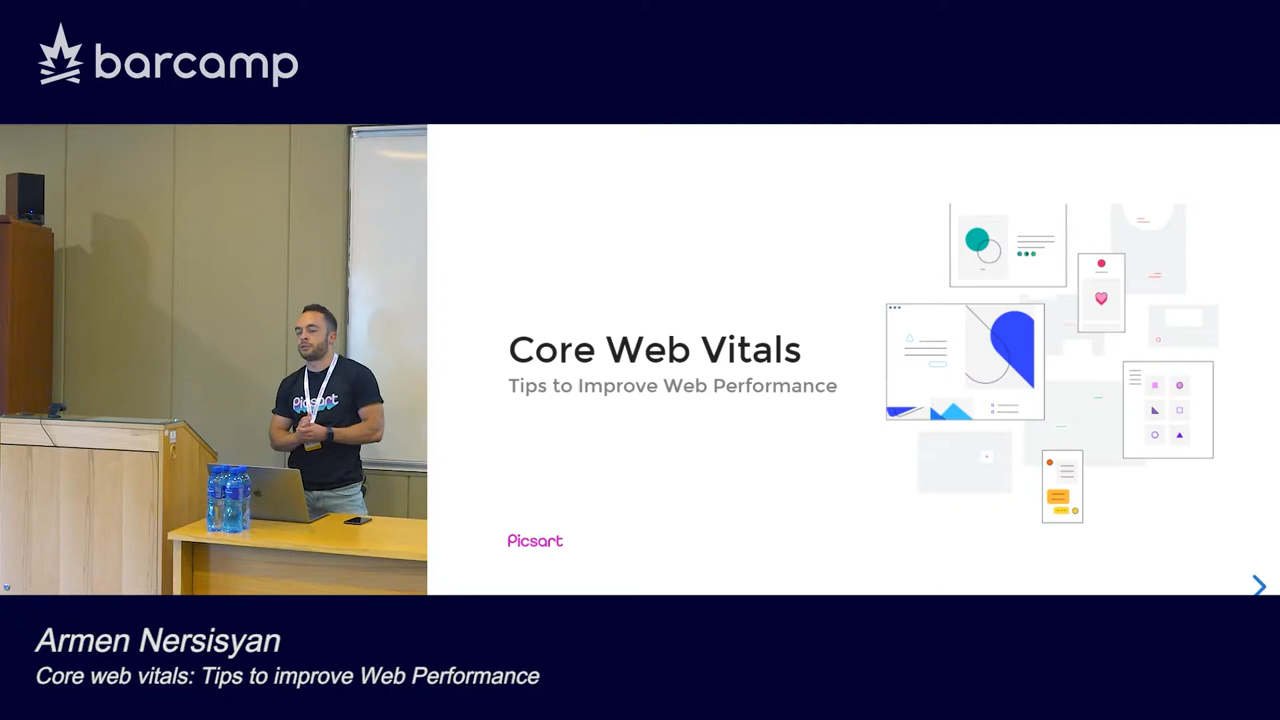 barcamp
Picsart
Core Web Vitals
Tips to Improve Web Performance
Picsart
Armen Nersisyan
Core web vitals: Tips to improve Web Performance